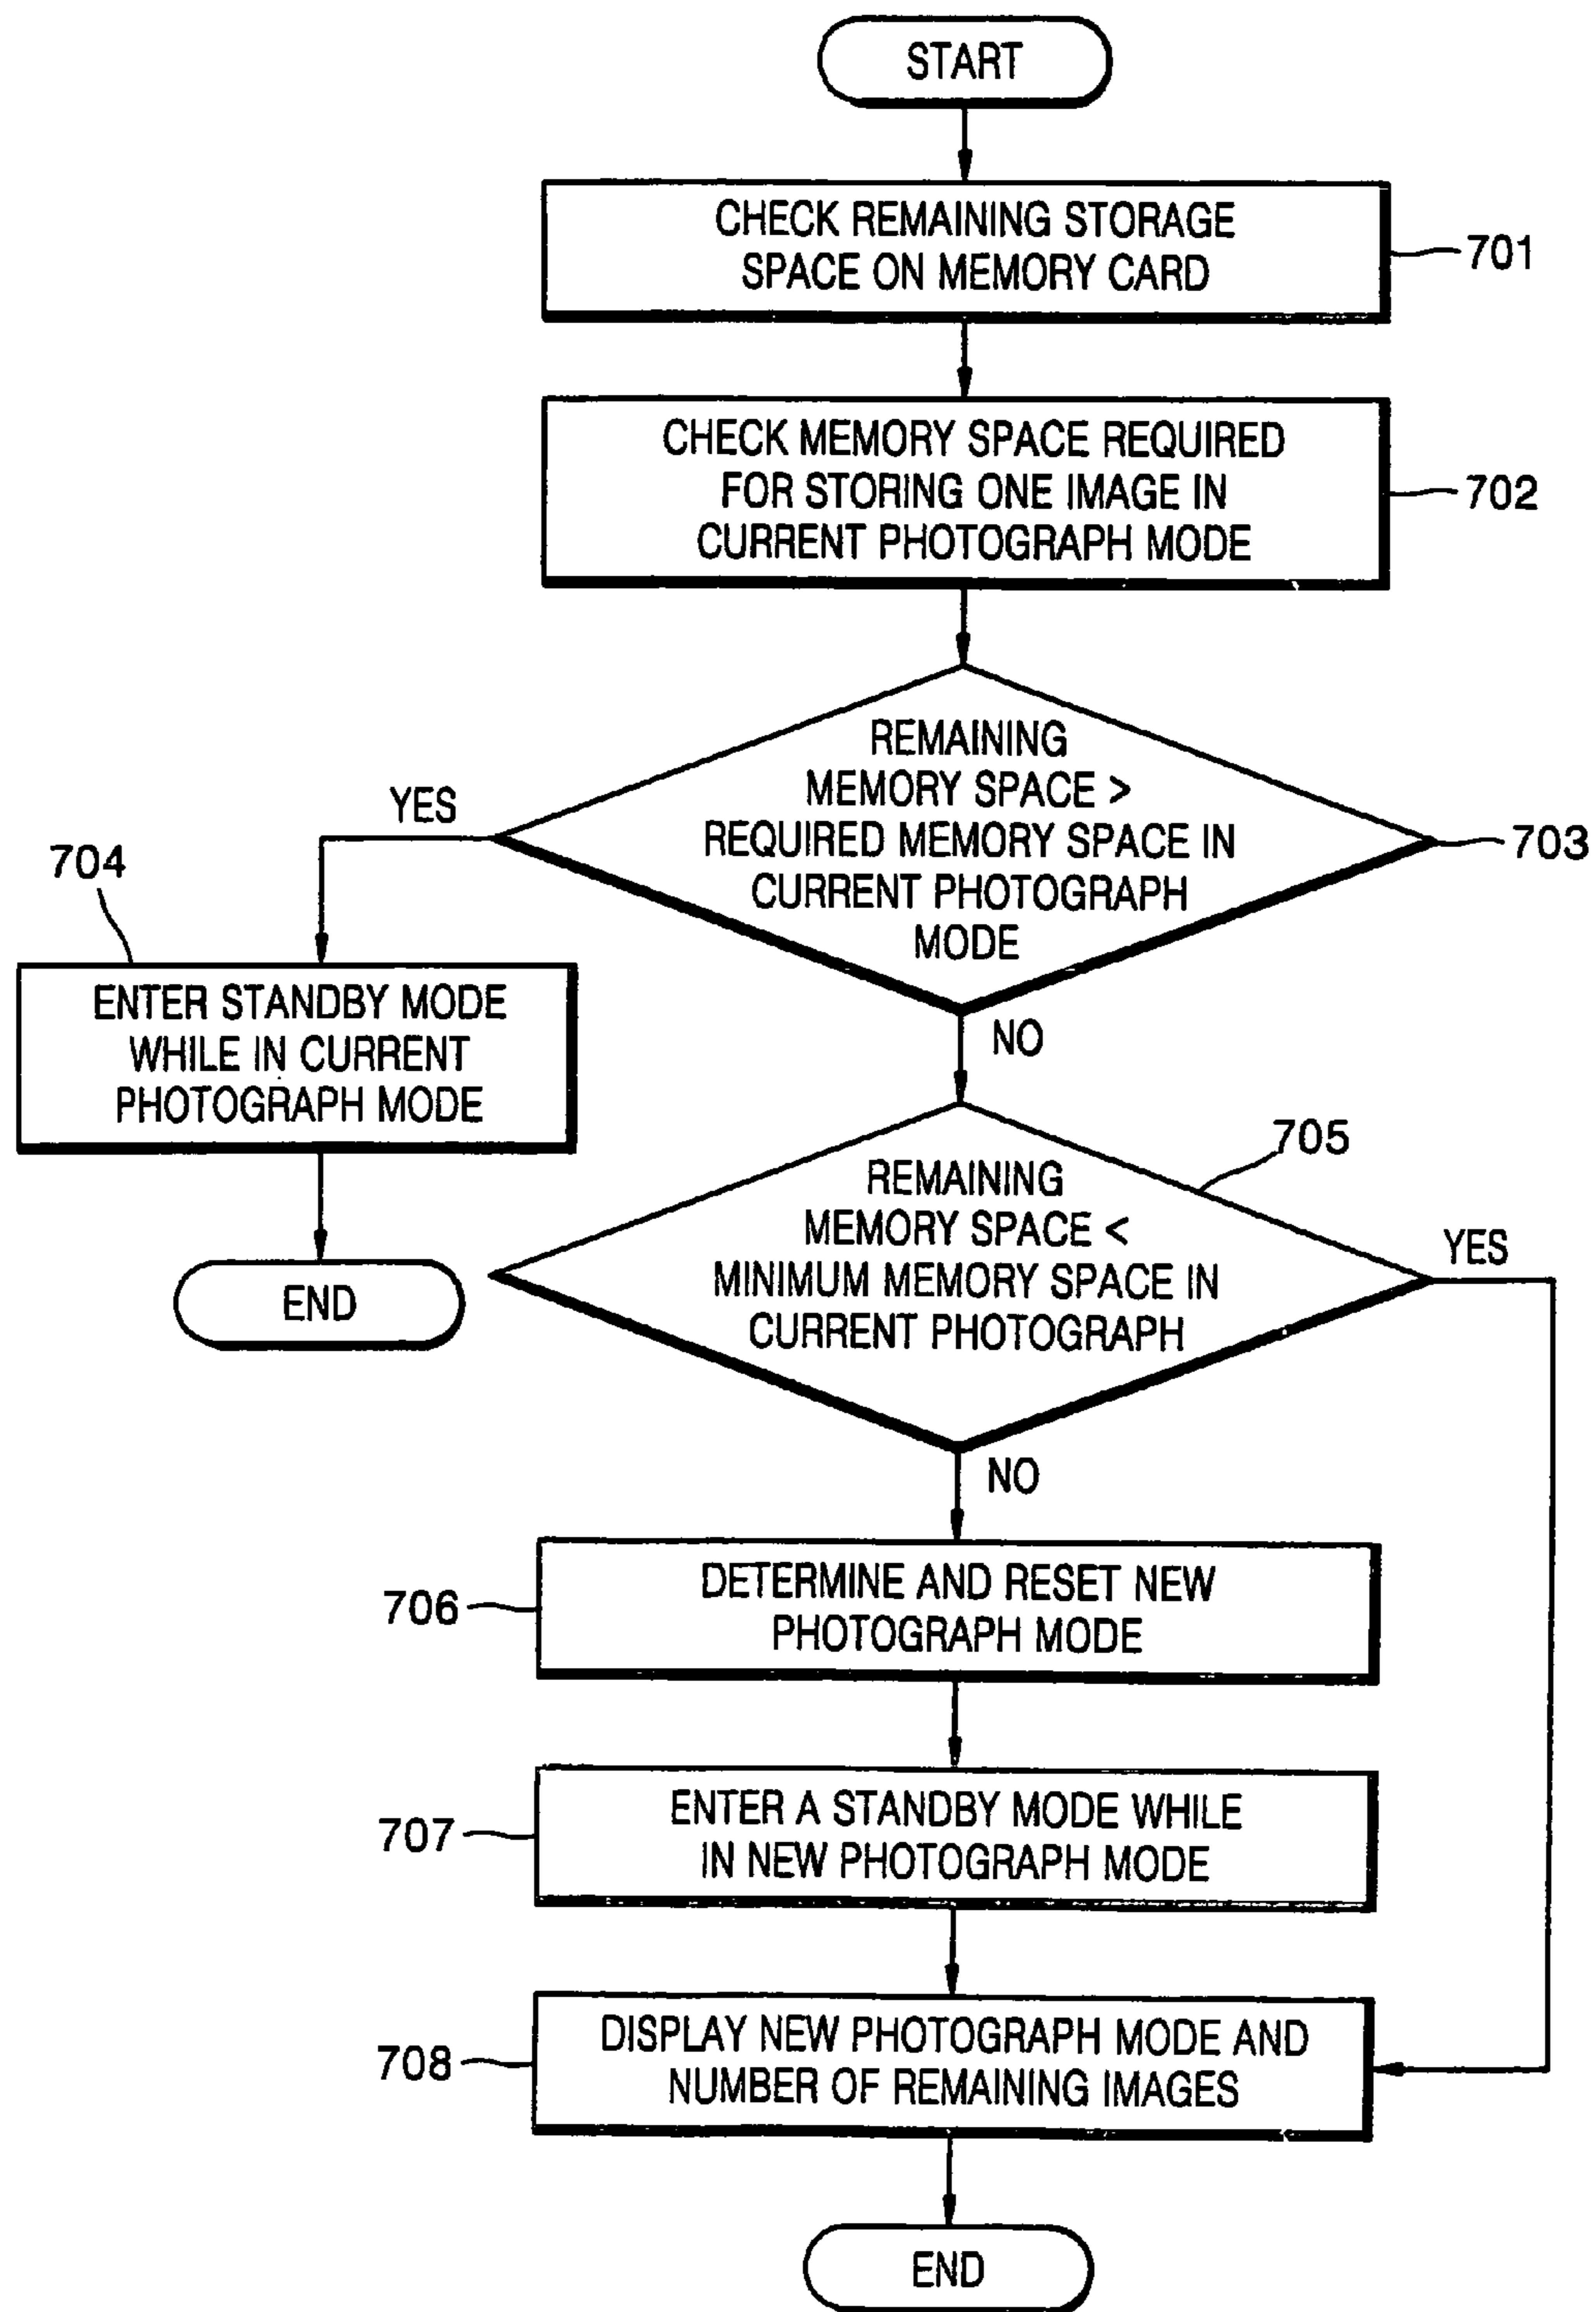 START
CHECK REMAINING STORAGE
SPACE ON MEMORY CARD
701
CHECK MEMORY SPACE REQUIRED
FOR STORING ONE IMAGE IN
CURRENT PHOTOGRAPH MODE
702
REMAINING
MEMORY SPACE >
REQUIRED MEMORY SPACE IN
CURRENT PHOTOGRAPH
MODE
703
YES
704
ENTER STANDBY MODE
WHILE IN CURRENT
PHOTOGRAPH MODE
END
NO
705
REMAINING
MEMORY SPACE <
MINIMUM MEMORY SPACE IN
CURRENT PHOTOGRAPH
YES
NO
706
DETERMINE AND RESET NEW
PHOTOGRAPH MODE
707
ENTER A STANDBY MODE WHILE
IN NEW PHOTOGRAPH MODE
708
DISPLAY NEW PHOTOGRAPH MODE AND
NUMBER OF REMAINING IMAGES
END